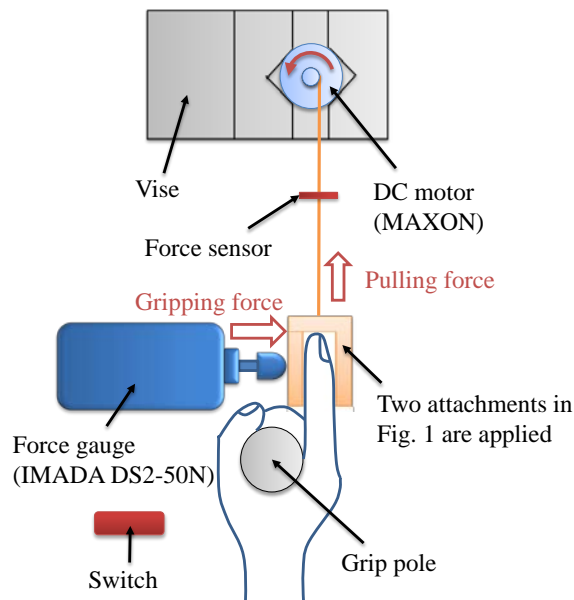 Vise
DC motor
(MAXON)
Force sensor
Pulling force
Gripping force
Two attachments in
Fig. 1 are applied
Force gauge
(IMADA DS2-50N)
Grip pole
Switch